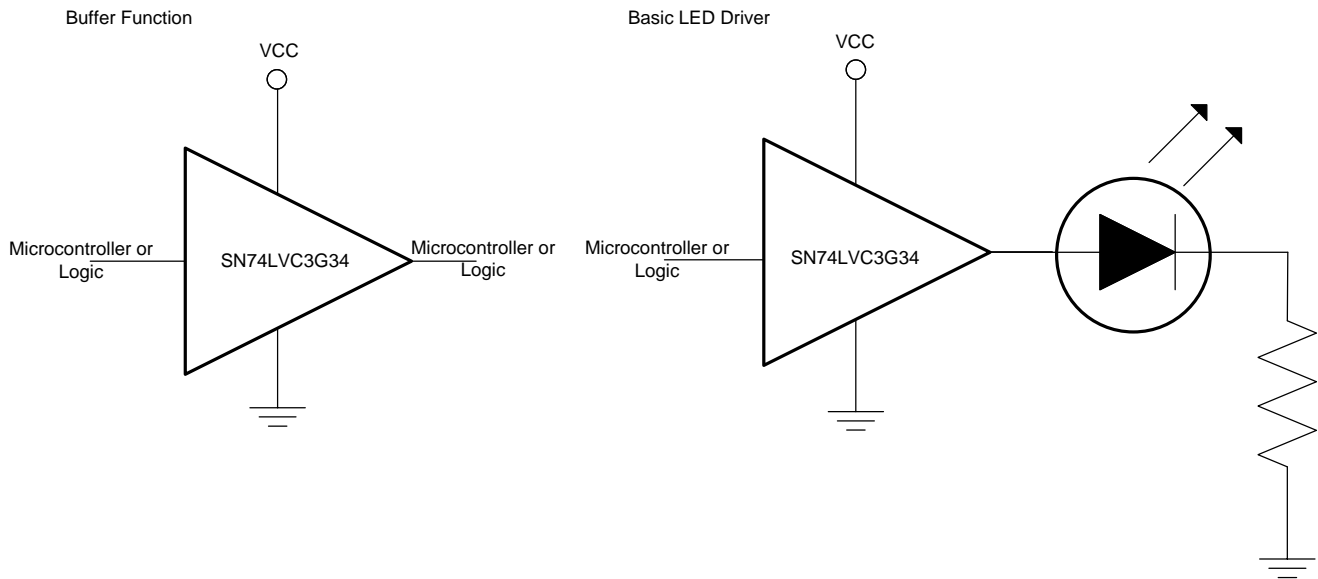 Buffer Function
VCC
Microcontroller or
Logic
SN74LVC3G34
Microcontroller or
Logic
Basic LED Driver
VCC
Microcontroller or
Logic
SN74LVC3G34